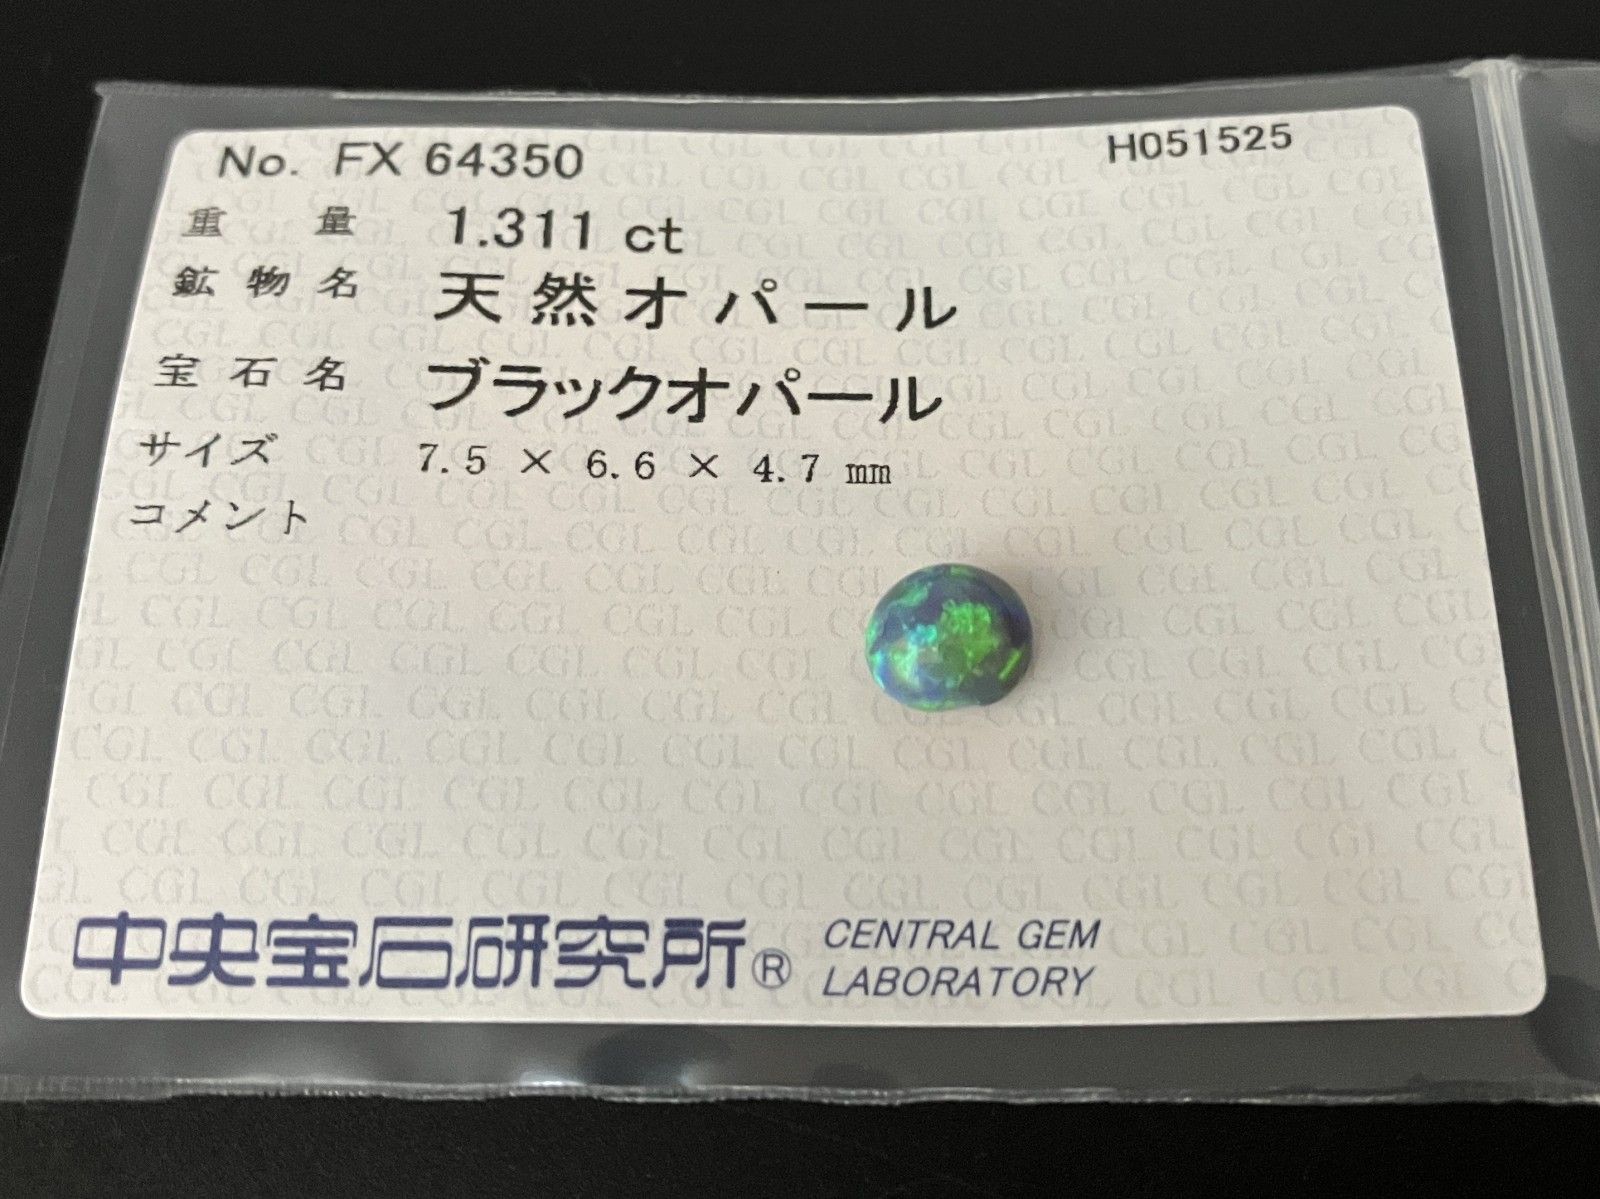 No. FX 64350 H051525
重量 1.311 ct
鉱物名 天然オパール
宝石名 ブラックオパール
サイズ 7.5 × 6.6 × 4.7 mm
コメント
中央宝石研究所® CENTRAL GEM
LABORATORY